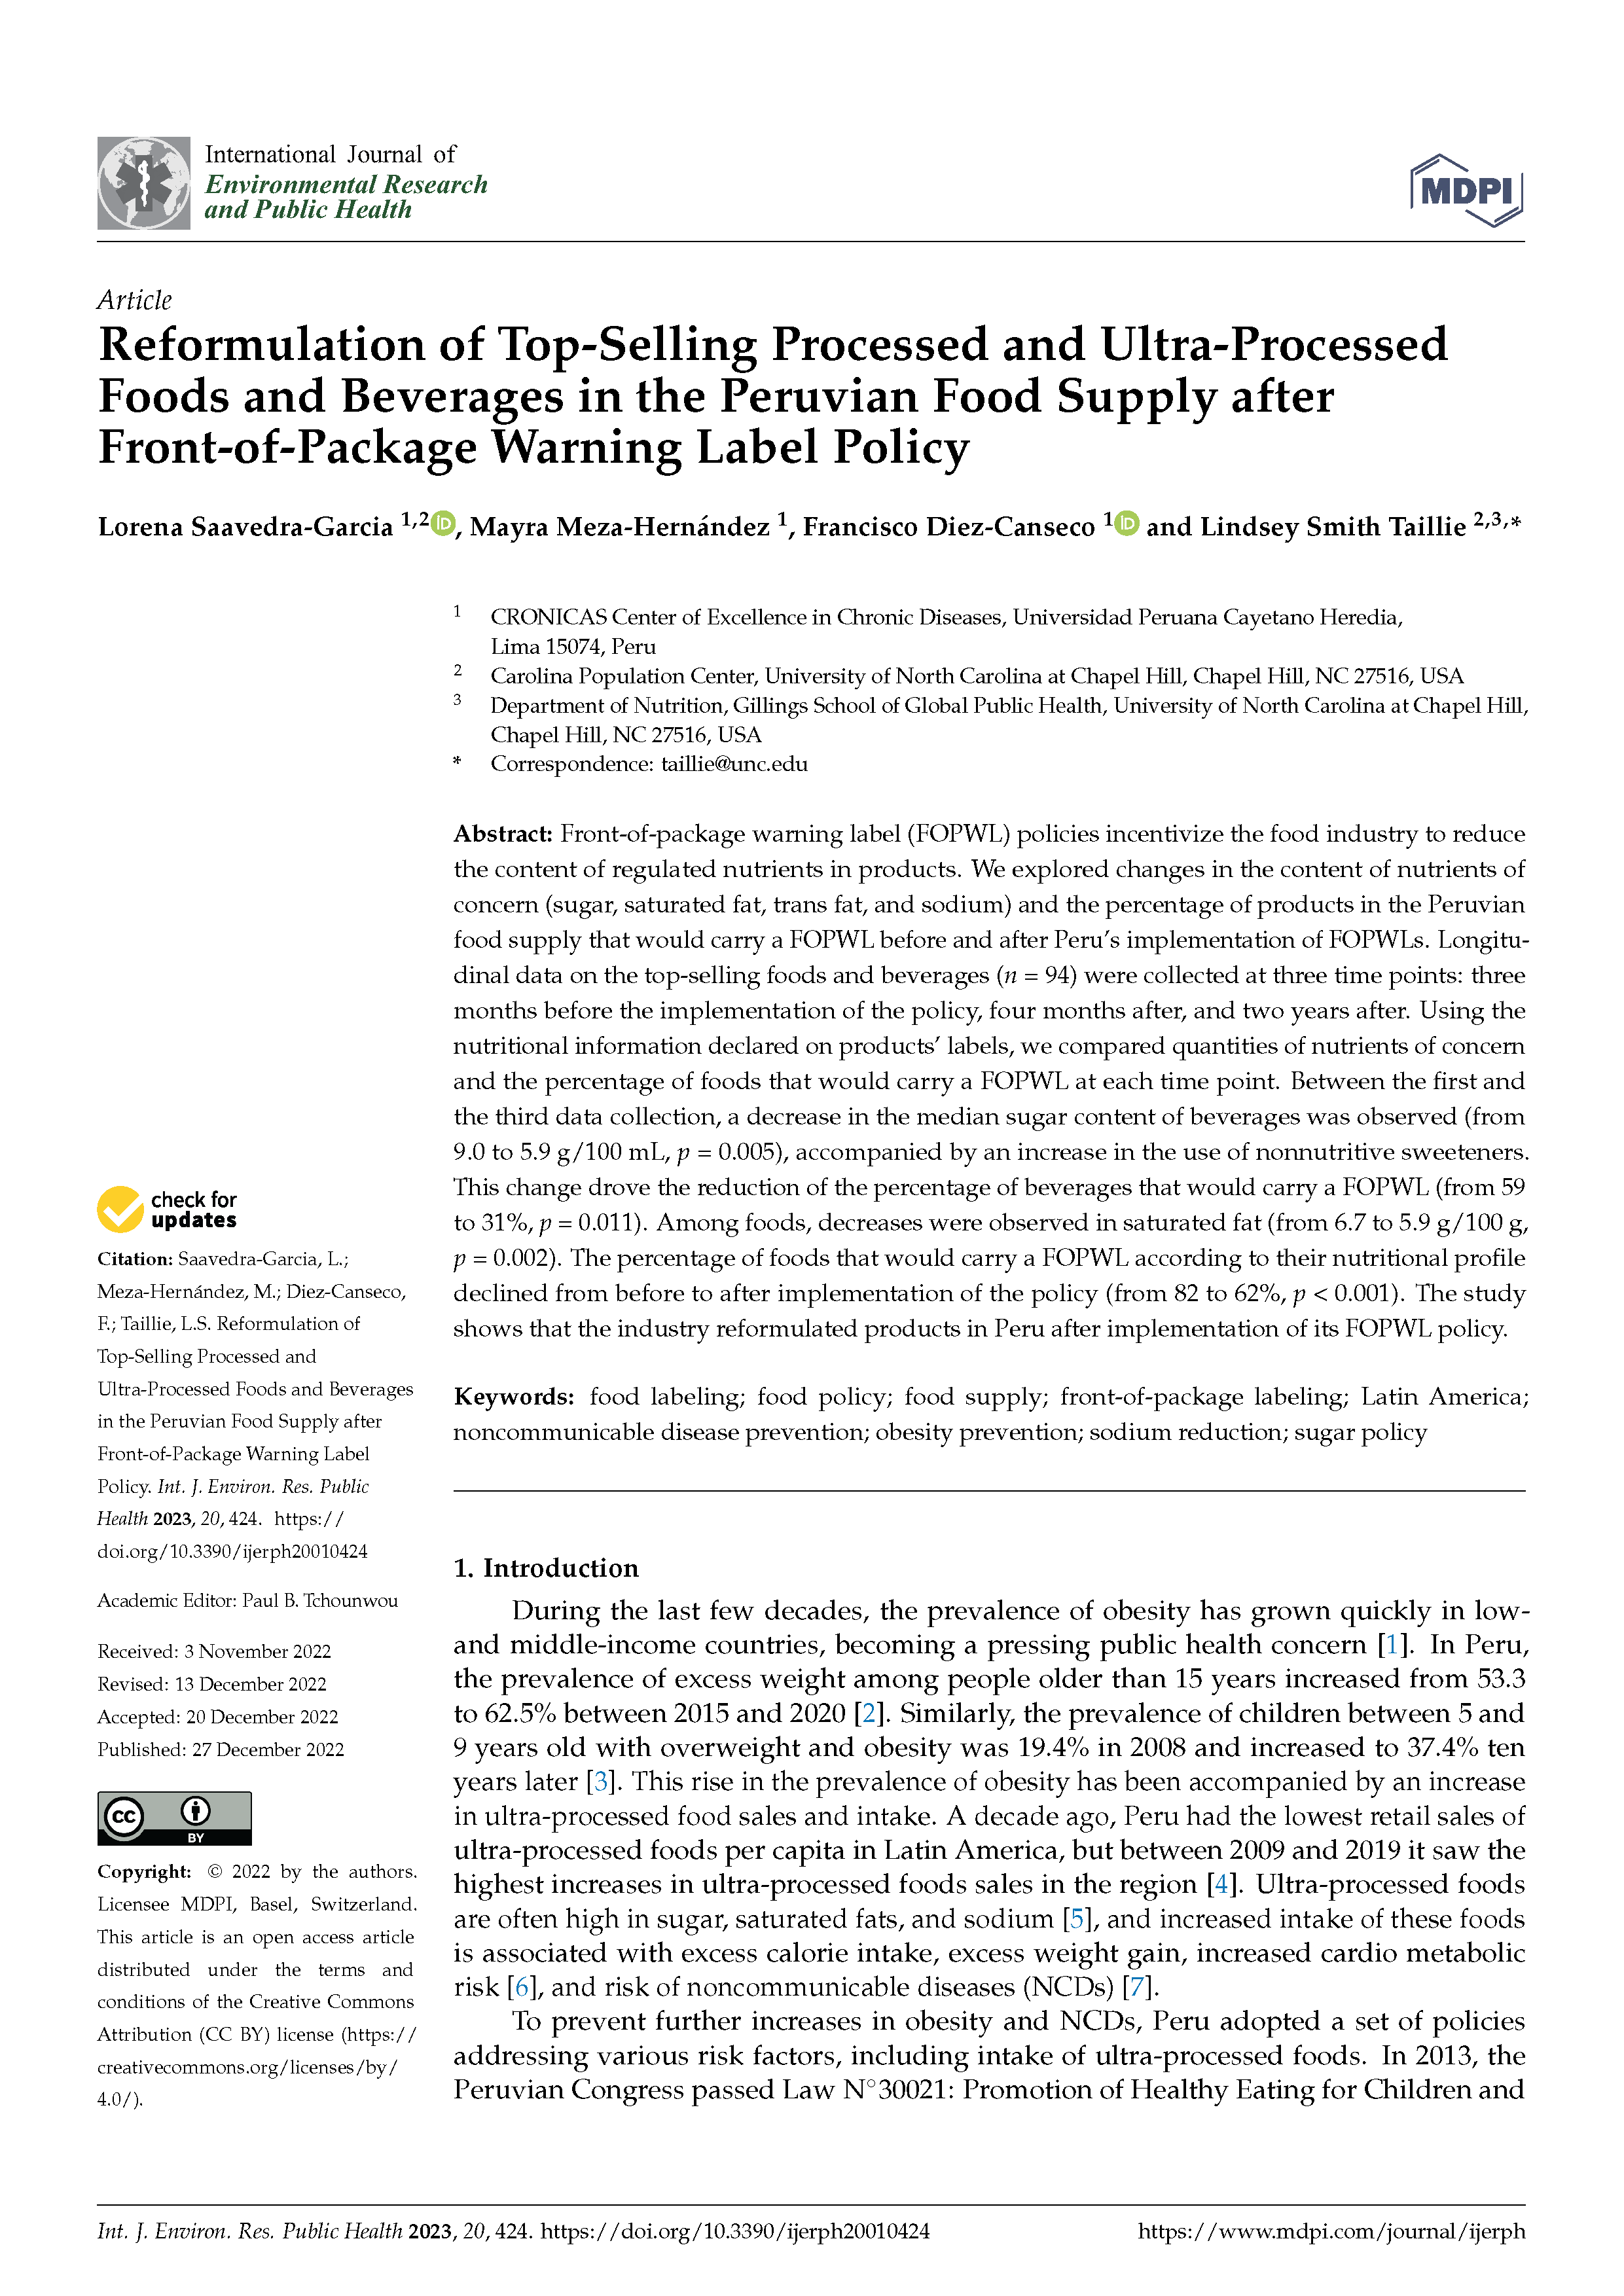 International Journal of
Environmental Research
and Public Health
MDPI
Article
Reformulation of Top-Selling Processed and Ultra-Processed
Foods and Beverages in the Peruvian Food Supply after
Front-of-Package Warning Label Policy
Lorena Saavedra-Garcia 1,2 iD, Mayra Meza-Hernández 1, Francisco Diez-Canseco 1 iD and Lindsey Smith Taillie 2,3,*
1 CRONICAS Center of Excellence in Chronic Diseases, Universidad Peruana Cayetano Heredia,
Lima 15074, Peru
2 Carolina Population Center, University of North Carolina at Chapel Hill, Chapel Hill, NC 27516, USA
3 Department of Nutrition, Gillings School of Global Public Health, University of North Carolina at Chapel Hill,
Chapel Hill, NC 27516, USA
* Correspondence: taillie@unc.edu
Abstract: Front-of-package warning label (FOPWL) policies incentivize the food industry to reduce
the content of regulated nutrients in products. We explored changes in the content of nutrients of
concern (sugar, saturated fat, trans fat, and sodium) and the percentage of products in the Peruvian
food supply that would carry a FOPWL before and after Peru's implementation of FOPWLs. Longitu-
dinal data on the top-selling foods and beverages (n = 94) were collected at three time points: three
months before the implementation of the policy, four months after, and two years after. Using the
nutritional information declared on products' labels, we compared quantities of nutrients of concern
and the percentage of foods that would carry a FOPWL at each time point. Between the first and
the third data collection, a decrease in the median sugar content of beverages was observed (from
9.0 to 5.9 g/100 mL, p = 0.005), accompanied by an increase in the use of nonnutritive sweeteners.
This change drove the reduction of the percentage of beverages that would carry a FOPWL (from 59
to 31%, p = 0.011). Among foods, decreases were observed in saturated fat (from 6.7 to 5.9 g/100 g,
p = 0.002). The percentage of foods that would carry a FOPWL according to their nutritional profile
declined from before to after implementation of the policy (from 82 to 62%, p < 0.001). The study
shows that the industry reformulated products in Peru after implementation of its FOPWL policy.
Keywords: food labeling; food policy; food supply; front-of-package labeling; Latin America;
noncommunicable disease prevention; obesity prevention; sodium reduction; sugar policy
check for
updates
Citation: Saavedra-Garcia, L.;
Meza-Hernández, M.; Diez-Canseco,
F.; Taillie, L.S. Reformulation of
Top-Selling Processed and
Ultra-Processed Foods and Beverages
in the Peruvian Food Supply after
Front-of-Package Warning Label
Policy. Int. J. Environ. Res. Public
Health 2023, 20, 424. https://
doi.org/10.3390/ijerph20010424
Academic Editor: Paul B. Tchounwou
Received: 3 November 2022
Revised: 13 December 2022
Accepted: 20 December 2022
Published: 27 December 2022
cc
BY
Copyright: © 2022 by the authors.
Licensee MDPI, Basel, Switzerland.
This article is an open access article
distributed under the terms and
conditions of the Creative Commons
Attribution (CC BY) license (https://
creativecommons.org/licenses/by/
4.0/).
1. Introduction
During the last few decades, the prevalence of obesity has grown quickly in low-
and middle-income countries, becoming a pressing public health concern [1]. In Peru,
the prevalence of excess weight among people older than 15 years increased from 53.3
to 62.5% between 2015 and 2020 [2]. Similarly, the prevalence of children between 5 and
9 years old with overweight and obesity was 19.4% in 2008 and increased to 37.4% ten
years later [3]. This rise in the prevalence of obesity has been accompanied by an increase
in ultra-processed food sales and intake. A decade ago, Peru had the lowest retail sales of
ultra-processed foods per capita in Latin America, but between 2009 and 2019 it saw the
highest increases in ultra-processed foods sales in the region [4]. Ultra-processed foods
are often high in sugar, saturated fats, and sodium [5], and increased intake of these foods
is associated with excess calorie intake, excess weight gain, increased cardio metabolic
risk [6], and risk of noncommunicable diseases (NCDs) [7].
To prevent further increases in obesity and NCDs, Peru adopted a set of policies
addressing various risk factors, including intake of ultra-processed foods. In 2013, the
Peruvian Congress passed Law N°30021: Promotion of Healthy Eating for Children and
Int. J. Environ. Res. Public Health 2023, 20, 424. https://doi.org/10.3390/ijerph20010424
https://www.mdpi.com/journal/ijerph